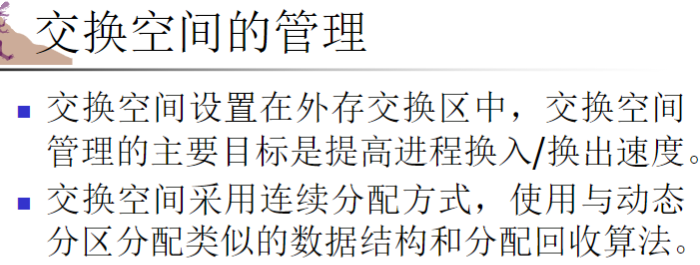 交换空间的管理
交换空间设置在外存交换区中，交换空间
管理的主要目标是提高进程换入/换出速度。
交换空间采用连续分配方式，使用与动态
分区分配类似的数据结构和分配回收算法。